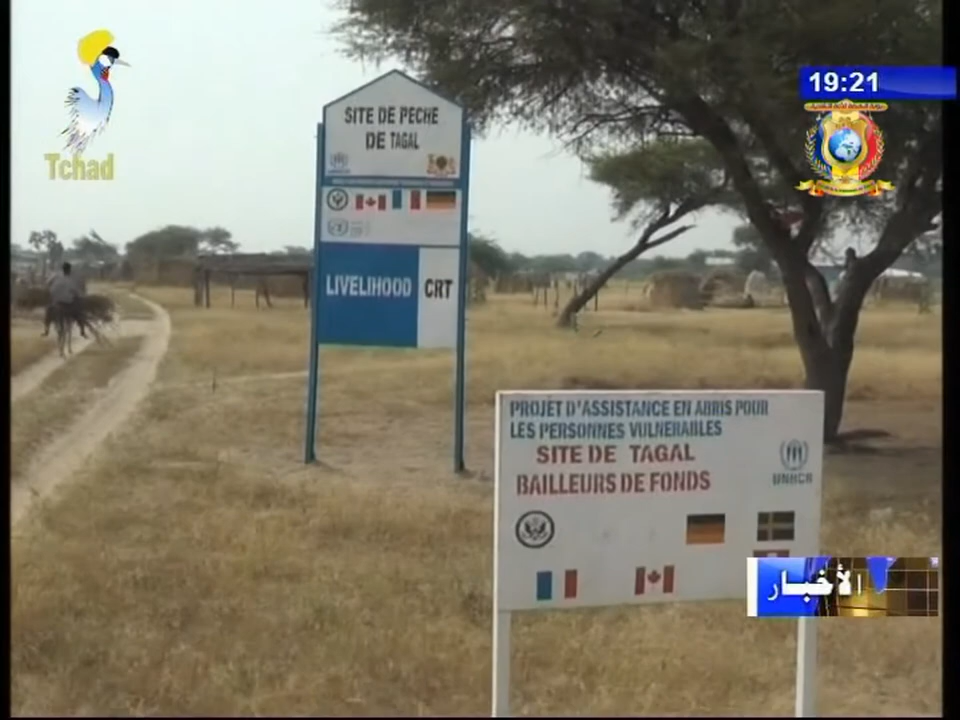 Tchad
19:21
SITE DE PECHE
DE TAGAL
LIVELIHOOD
CRT
PROJET D'ASSISTANCE EN ABRIS POUR
LES PERSONNES VULNERABLES
SITE DE TAGAL
BAILLEURS DE FONDS
UNHCR
الأخبار